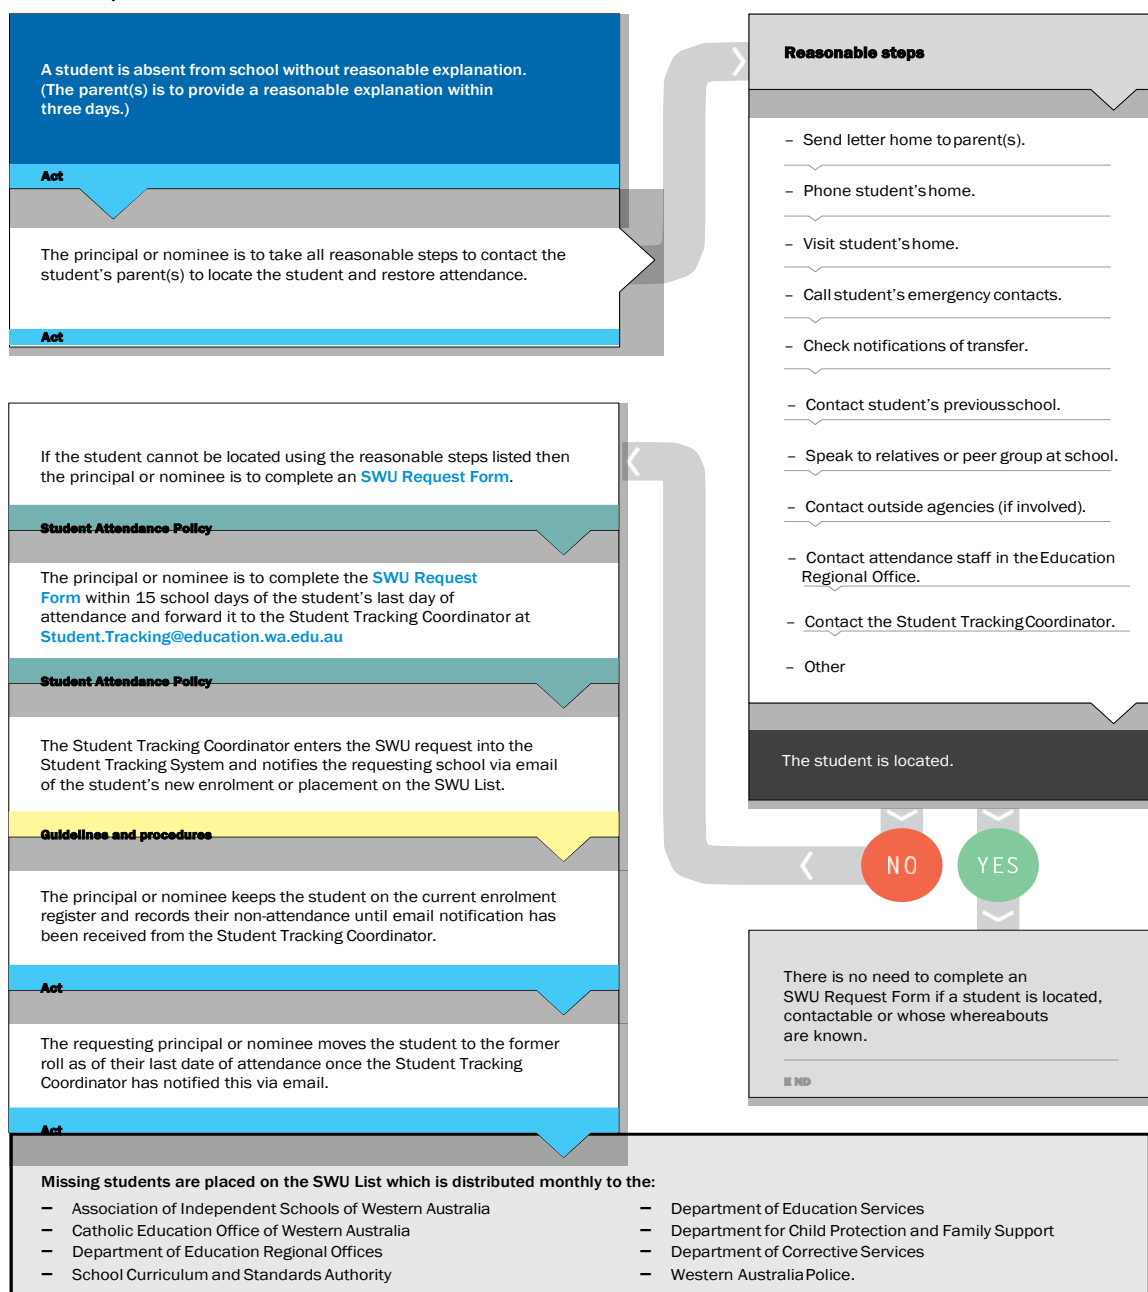 A student is absent from school without reasonable explanation.
(The parent(s) is to provide a reasonable explanation within
three days.)
Act
The principal or nominee is to take all reasonable steps to contact the
student's parent(s) to locate the student and restore attendance.
Act
Reasonable steps
– Send letter home to parent(s).
– Phone student's home.
– Visit student's home.
– Call student's emergency contacts.
– Check notifications of transfer.
– Contact student's previous school.
– Speak to relatives or peer group at school.
– Contact outside agencies (if involved).
– Contact attendance staff in the Education
Regional Office.
– Contact the Student Tracking Coordinator.
– Other
The student is located.
NO
YES
There is no need to complete an
SWU Request Form if a student is located,
contactable or whose whereabouts
are known.
END
If the student cannot be located using the reasonable steps listed then
the principal or nominee is to complete an SWU Request Form.
Student Attendance Policy
The principal or nominee is to complete the SWU Request
Form within 15 school days of the student's last day of
attendance and forward it to the Student Tracking Coordinator at
Student.Tracking@education.wa.edu.au
Student Attendance Policy
The Student Tracking Coordinator enters the SWU request into the
Student Tracking System and notifies the requesting school via email
of the student's new enrolment or placement on the SWU List.
Guidelines and procedures
The principal or nominee keeps the student on the current enrolment
register and records their non-attendance until email notification has
been received from the Student Tracking Coordinator.
Act
The requesting principal or nominee moves the student to the former
roll as of their last date of attendance once the Student Tracking
Coordinator has notified this via email.
Act
Missing students are placed on the SWU List which is distributed monthly to the:
– Association of Independent Schools of Western Australia
– Catholic Education Office of Western Australia
– Department of Education Regional Offices
– School Curriculum and Standards Authority
– Department of Education Services
– Department for Child Protection and Family Support
– Department of Corrective Services
– Western Australia Police.